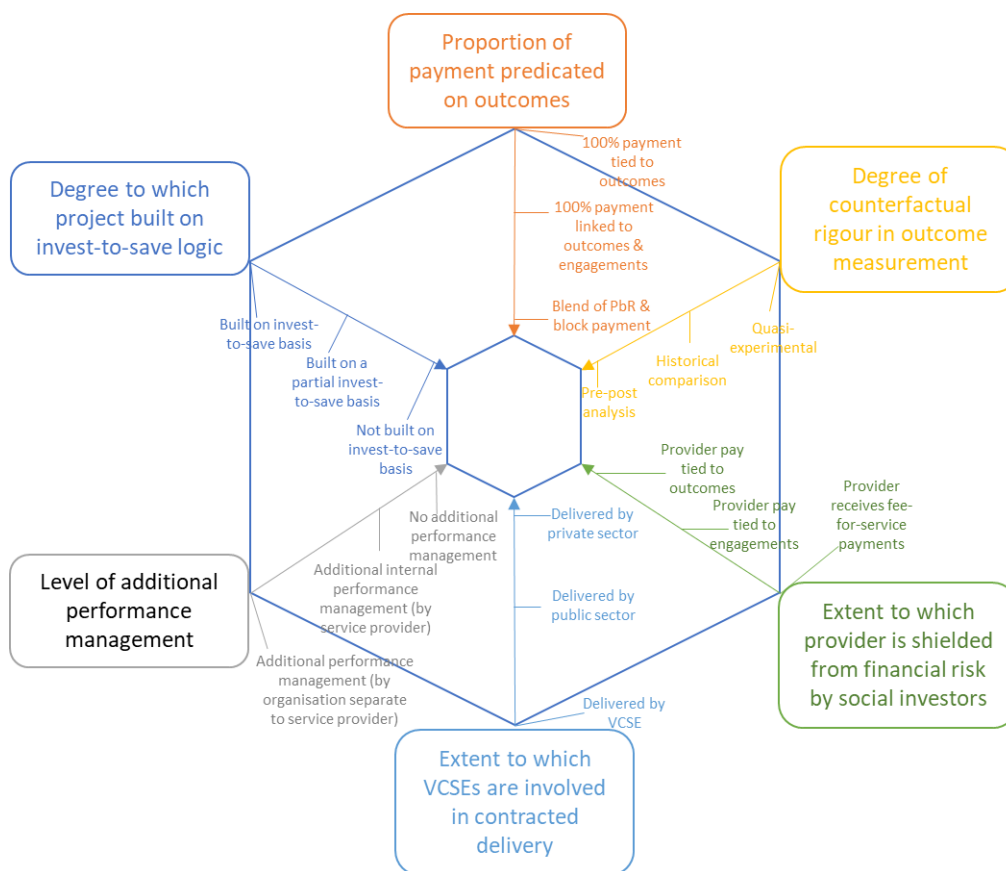 Proportion of
payment predicated
on outcomes
100% payment
tied to
outcomes
100% payment
linked to
outcomes &
engagements
Blend of PbR &
block payment
Degree to which
project built on
invest-to-save logic
Built on invest-
to-save basis
Built on a
partial invest-
to-save basis
Not built on
invest-to-save
basis
Degree of
counterfactual
rigour in outcome
measurement
Quasi-
experimental
Historical
comparison
Pre-post
analysis
Provider pay
tied to
outcomes
Provider pay
tied to
engagements
Provider
receives fee-
for-service
payments
Extent to which
provider is shielded
from financial risk
by social investors
No additional
performance
management
Additional internal
performance
management (by
service provider)
Additional performance
management (by
organisation separate
to service provider)
Level of additional
performance
management
Delivered by
private sector
Delivered by
public sector
Delivered by
VCSE
Extent to which
VCSEs are involved
in contracted
delivery